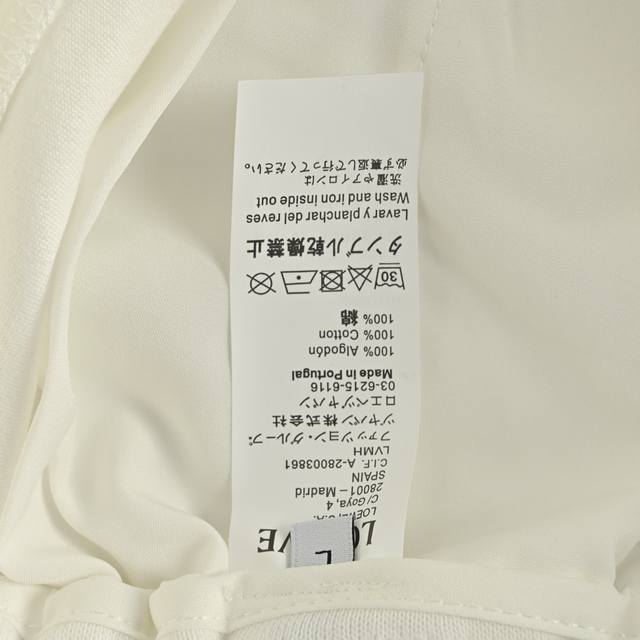 LOEWE
L
LOEWE, S.A.
C/Goya, 4
28001 – Madrid
SPAIN
C.I.F. A-28003861
LVMH
ファッション・グループ
ジャパン株式会社
ロエベジャパン
03-6215-6116
Made in Portugal
100% Algodón
100% Cotton
100% 綿
30
タンブル乾燥禁止
Lavar y planchar del reves
Wash and iron inside out
洗濯やアイロンは
必ず裏返して行ってください。